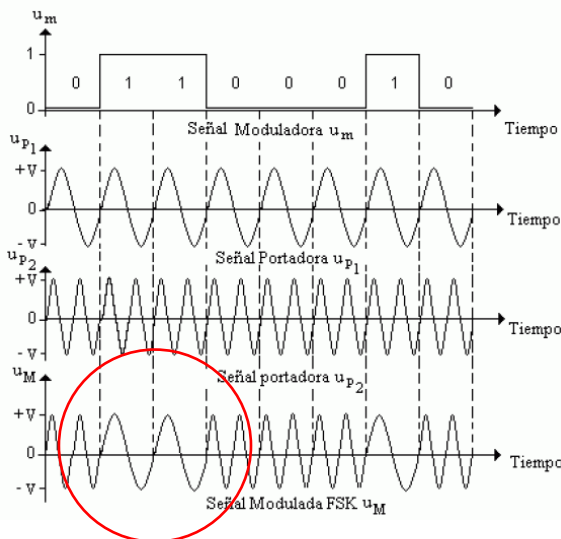 u_m
1
0 1 1 0 0 0 1 0
0
Señal Moduladora u_m
Tiempo
u_P1
+V
0
-V
Tiempo
Señal Portadora u_P1
u_P2
+V
0
-V
Tiempo
Señal portadora u_P2
u_M
+V
0
-V
Tiempo
Señal Modulada FSK u_M